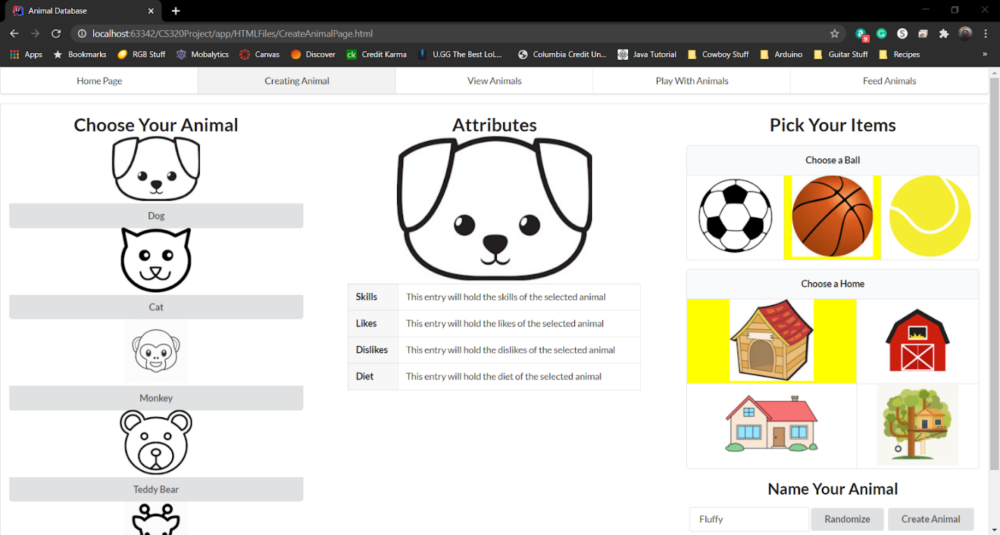 Animal Database
localhost:63342/CS320Project/app/HTMLFiles/CreateAnimalPage.html
9
Apps Bookmarks RGB Stuff Mobalytics Canvas Discover ck Credit Karma U.GG The Best LoL... Columbia Credit Un... Java Tutorial Cowboy Stuff Arduino Guitar Stuff Recipes »
Home Page Creating Animal View Animals Play With Animals Feed Animals
Choose Your Animal
Dog
Cat
Monkey
Teddy Bear
Attributes
Skills This entry will hold the skills of the selected animal
Likes This entry will hold the likes of the selected animal
Dislikes This entry will hold the dislikes of the selected animal
Diet This entry will hold the diet of the selected animal
Pick Your Items
Choose a Ball
Choose a Home
Name Your Animal
Fluffy Randomize Create Animal